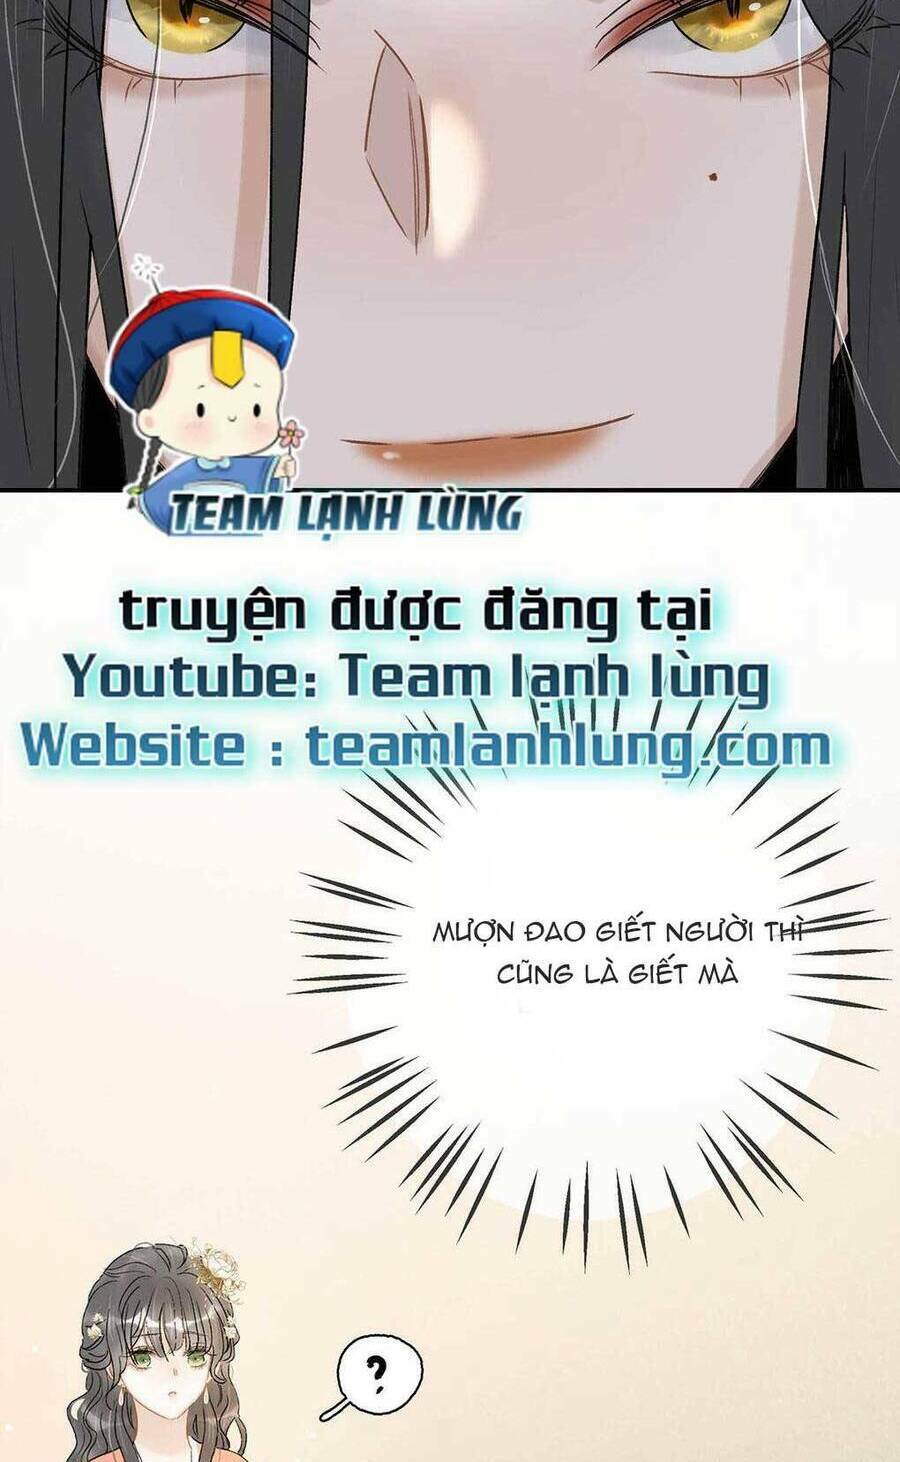 TEAM LẠNH LÙNG
truyện được đăng tại
Youtube: Team lạnh lùng
Website : teamlanhlung.com
MƯỢN ĐAO GIẾT NGƯỜI THÌ
CŨNG LÀ GIẾT MÀ
?